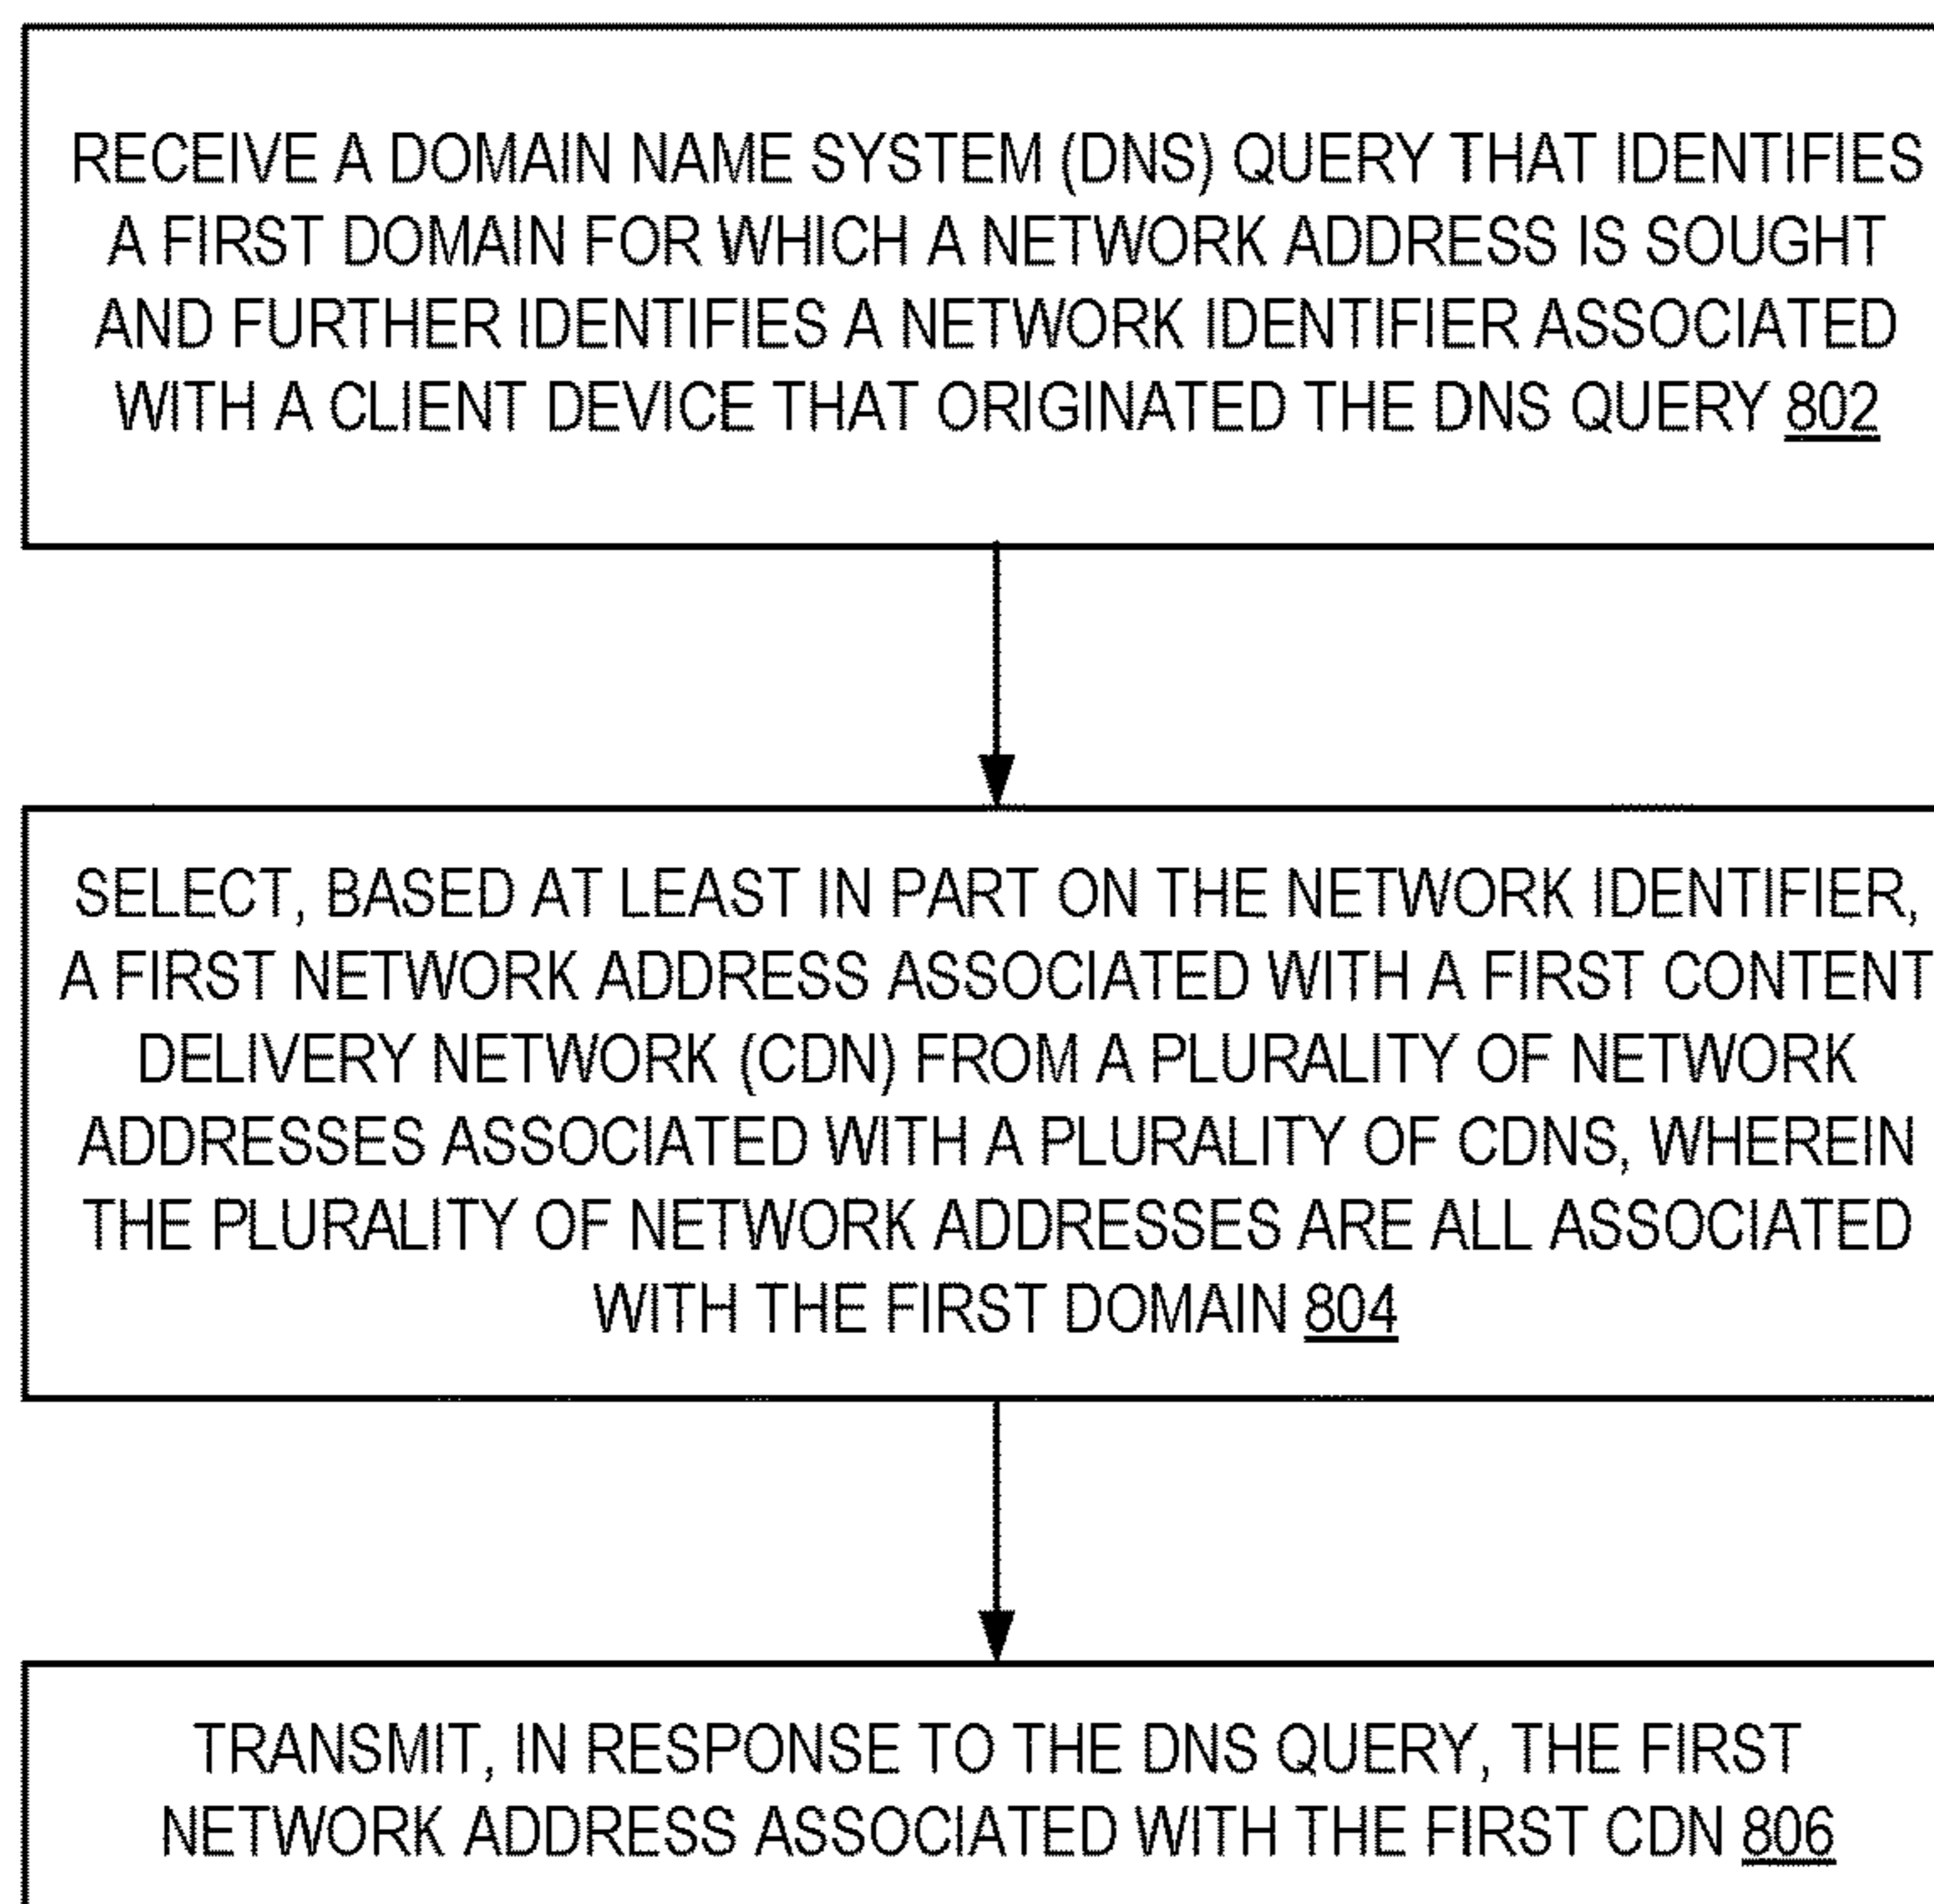 RECEIVE A DOMAIN NAME SYSTEM (DNS) QUERY THAT IDENTIFIES
A FIRST DOMAIN FOR WHICH A NETWORK ADDRESS IS SOUGHT
AND FURTHER IDENTIFIES A NETWORK IDENTIFIER ASSOCIATED
WITH A CLIENT DEVICE THAT ORIGINATED THE DNS QUERY 802
SELECT, BASED AT LEAST IN PART ON THE NETWORK IDENTIFIER,
A FIRST NETWORK ADDRESS ASSOCIATED WITH A FIRST CONTENT
DELIVERY NETWORK (CDN) FROM A PLURALITY OF NETWORK
ADDRESSES ASSOCIATED WITH A PLURALITY OF CDNS, WHEREIN
THE PLURALITY OF NETWORK ADDRESSES ARE ALL ASSOCIATED
WITH THE FIRST DOMAIN 804
TRANSMIT, IN RESPONSE TO THE DNS QUERY, THE FIRST
NETWORK ADDRESS ASSOCIATED WITH THE FIRST CDN 806